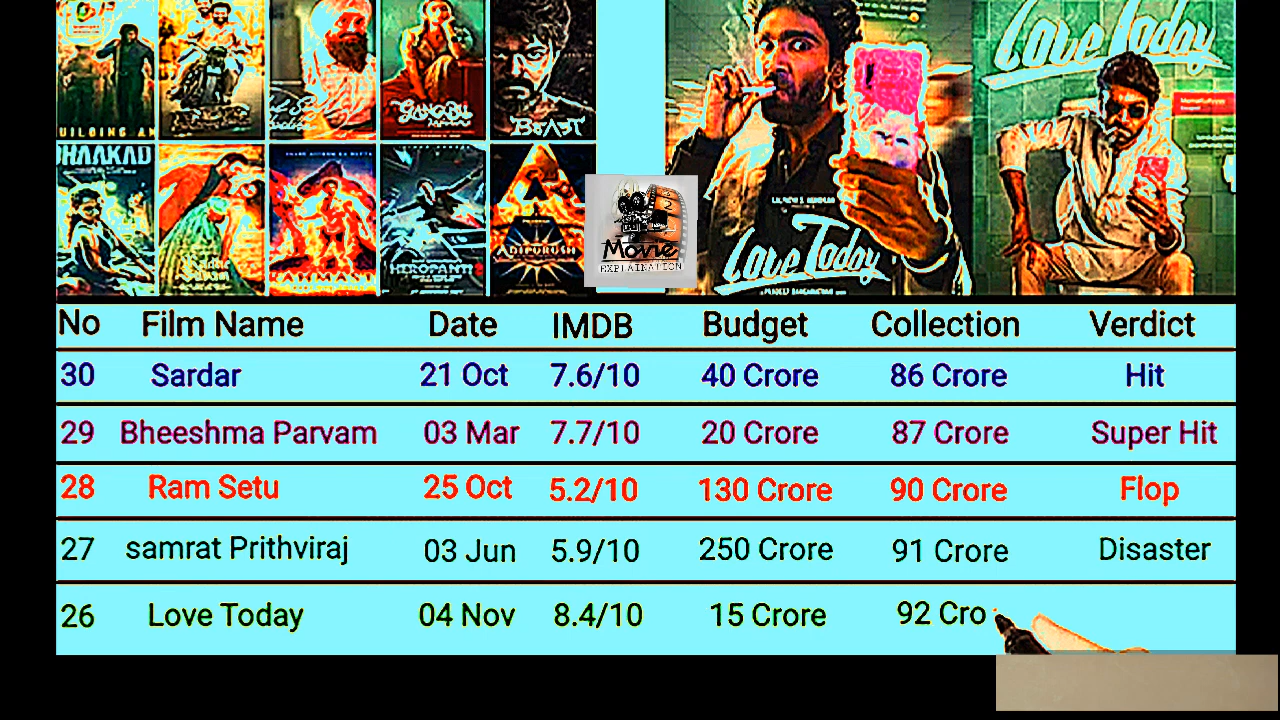 Love Today
UILDING AN
GANGU
BEAST
DHAAKAD
HEROPANTI 2
ADIPURUSH
Movie
EXPLAINATION
Love Today
No Film Name Date IMDB Budget Collection Verdict
30 Sardar 21 Oct 7.6/10 40 Crore 86 Crore Hit
29 Bheeshma Parvam 03 Mar 7.7/10 20 Crore 87 Crore Super Hit
28 Ram Setu 25 Oct 5.2/10 130 Crore 90 Crore Flop
27 samrat Prithviraj 03 Jun 5.9/10 250 Crore 91 Crore Disaster
26 Love Today 04 Nov 8.4/10 15 Crore 92 Cro